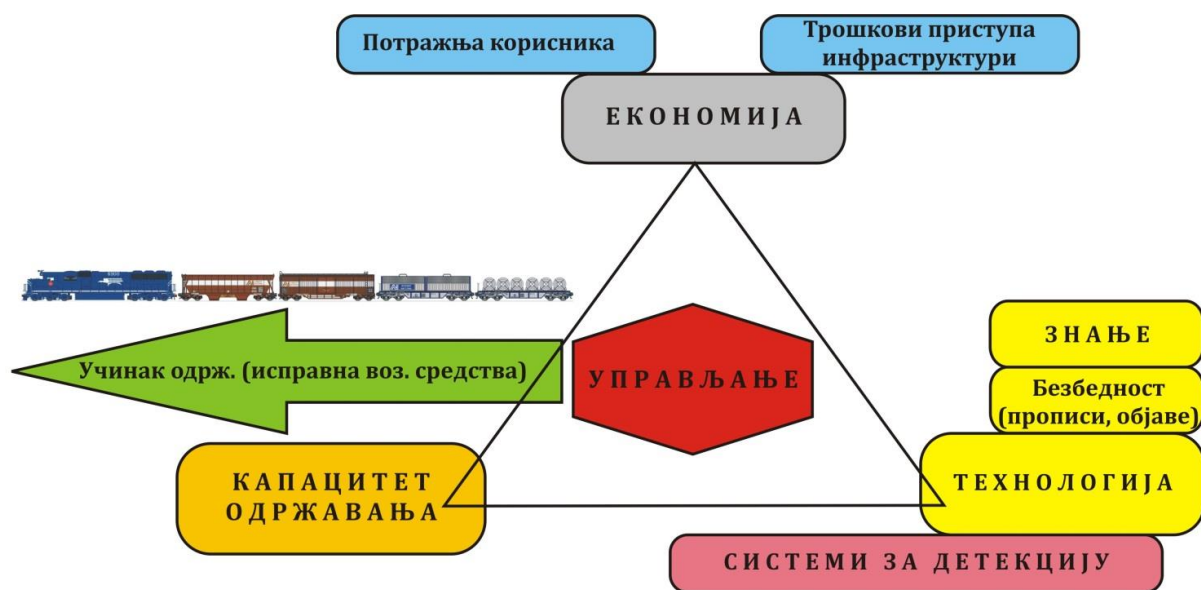 Потражња корисника
Трошкови приступа
инфраструктури
ЕКОНОМИЈА
Учинак одрж. (исправна воз. средства)
УПРАВЉАЊЕ
ЗНАЊЕ
Безбедност
(прописи, објаве)
КАПАЦИТЕТ
ОДРЖАВАЊА
ТЕХНОЛОГИЈА
СИСТЕМИ ЗА ДЕТЕКЦИЈУ